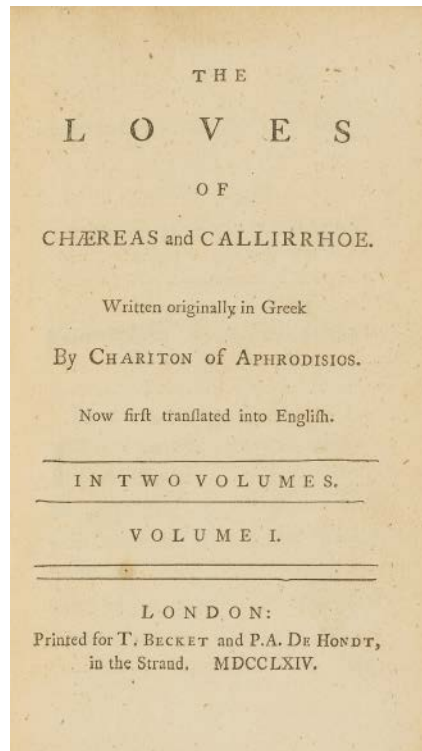 THE
LOVES
OF
CHÆREAS and CALLIRRHOE.
Written originally in Greek
By CHARITON of APHRODISIOS.
Now firſt tranſlated into Engliſh.
IN TWO VOLUMES.
VOLUME I.
LONDON:
Printed for T. BECKET and P.A. DE HONDT,
in the Strand. MDCCLXIV.